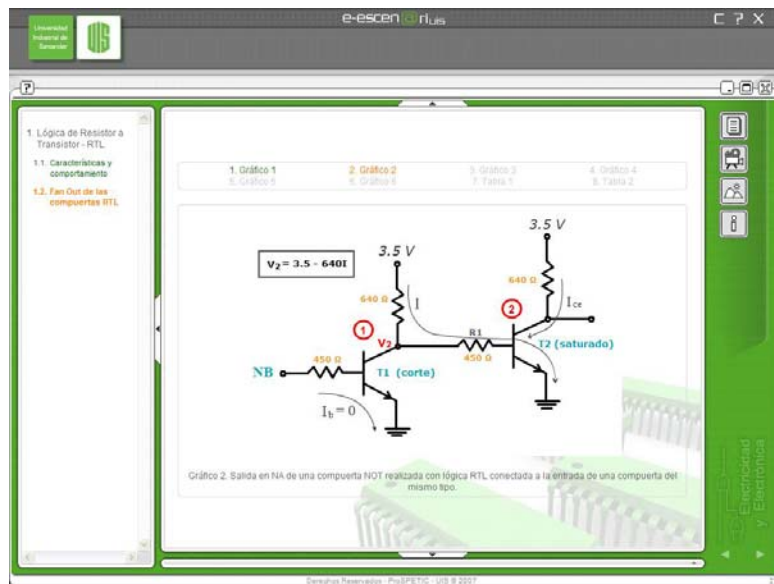 Universidad
Industrial de
Santander
UIS
e-escen@rI UIS
1. Lógica de Resistor a
Transistor - RTL
1.1. Características y
comportamiento
1.2. Fan Out de las
compuertas RTL
1. Gráfico 1
2. Gráfico 2
3. Gráfico 3
4. Gráfico 4
5. Gráfico 5
6. Gráfico 6
7. Tabla 1
8. Tabla 2
V2 = 3.5 - 640I
3.5 V
3.5 V
640 Ω
I
640 Ω
Ice
1
2
V2
R1
450 Ω
T2 (saturado)
NB
450 Ω
T1 (corte)
Ib = 0
Gráfico 2. Salida en NA de una compuerta NOT realizada con lógica RTL conectada a la entrada de una compuerta del
mismo tipo.
Electricidad
y Electrónica
Derechos Reservados - ProSPETIC - UIS © 2007